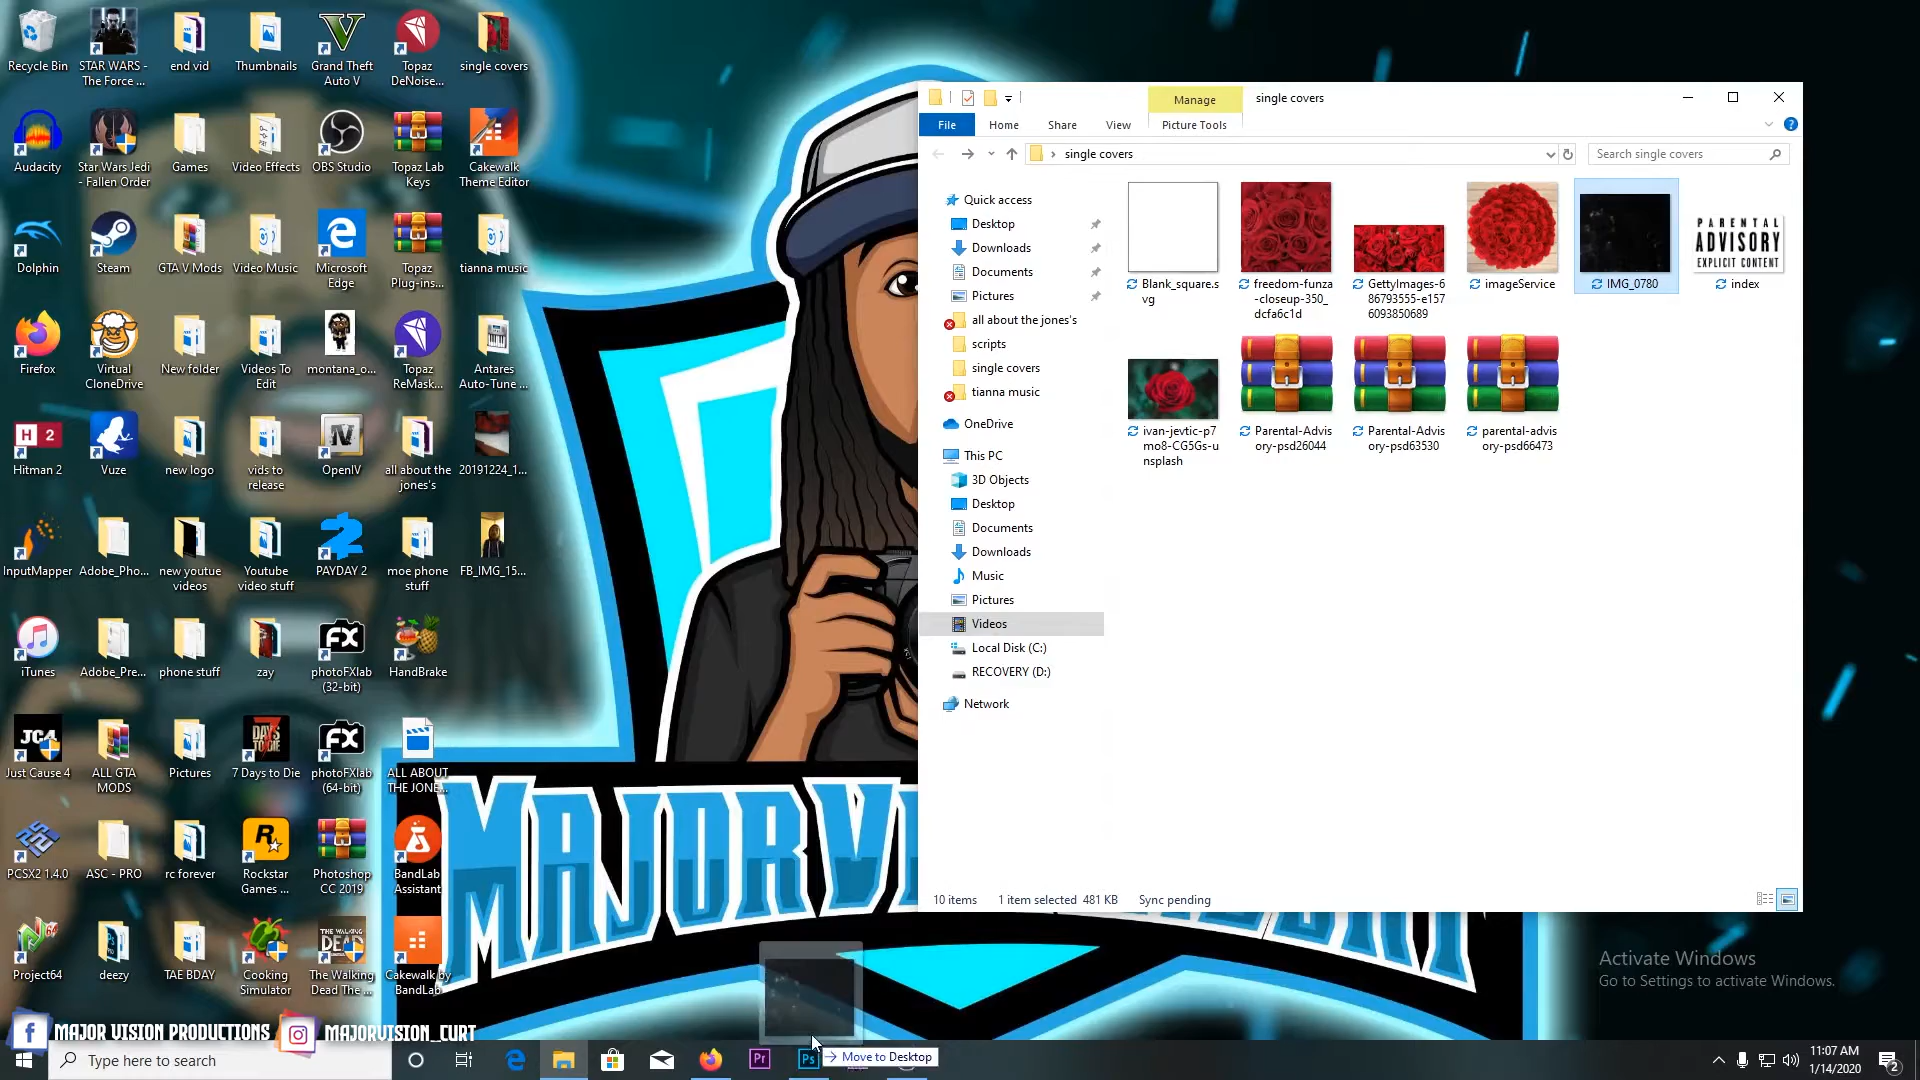 Recycle Bin
STAR WARS -
The Force ...
end vid
Thumbnails
Grand Theft
Auto V
Topaz
DeNoise...
single covers
Audacity
Star Wars Jedi
- Fallen Order
Games
Video Effects
OBS Studio
Topaz Lab
Keys
Cakewalk
Theme Editor
Dolphin
Steam
GTA V Mods
Video Music
Microsoft
Edge
Topaz
Plug-ins...
tianna music
Firefox
Virtual
CloneDrive
New folder
Videos To
Edit
montana_o...
Topaz
ReMask...
Antares
Auto-Tune ...
H 2
Hitman 2
Vuze
new logo
vids to
release
OpenIV
all about the
jones's
20191224_1...
InputMapper
Adobe_Pho...
new youtue
videos
Youtube
video stuff
PAYDAY 2
moe phone
stuff
FB_IMG_15...
iTunes
Adobe_Pre...
phone stuff
zay
FX
photoFXlab
(32-bit)
HandBrake
JC4
Just Cause 4
ALL GTA
MODS
Pictures
7 DAYS TO DIE
7 Days to Die
FX
photoFXlab
(64-bit)
ALL ABOUT
THE JONE...
PCSX2 1.4.0
ASC - PRO
rc forever
Rockstar
Games ...
Photoshop
CC 2019
BandLab
Assistant
Project64
deezy
TAE BDAY
Cooking
Simulator
The Walking
Dead The ...
Cakewalk by
BandLab
MAJOR VISION PRODUCTIONS
MAJORVISION_CURT
MAJORV
Manage
single covers
File
Home
Share
View
Picture Tools
single covers
Search single covers
Quick access
Desktop
Downloads
Documents
Pictures
all about the jones's
scripts
single covers
tianna music
OneDrive
This PC
3D Objects
Desktop
Documents
Downloads
Music
Pictures
Videos
Local Disk (C:)
RECOVERY (D:)
Network
Blank_square.s
vg
freedom-funza
-closeup-350_
dcfa6c1d
GettyImages-6
86793555-e157
6093850689
imageService
IMG_0780
PARENTAL
ADVISORY
EXPLICIT CONTENT
index
ivan-jevtic-p7
mo8-CG5Gs-u
nsplash
Parental-Advis
ory-psd26044
Parental-Advis
ory-psd63530
parental-advis
ory-psd66473
10 items
1 item selected 481 KB
Sync pending
Activate Windows
Go to Settings to activate Windows.
Type here to search
Pr
Ps
Move to Desktop
11:07 AM
1/14/2020
2